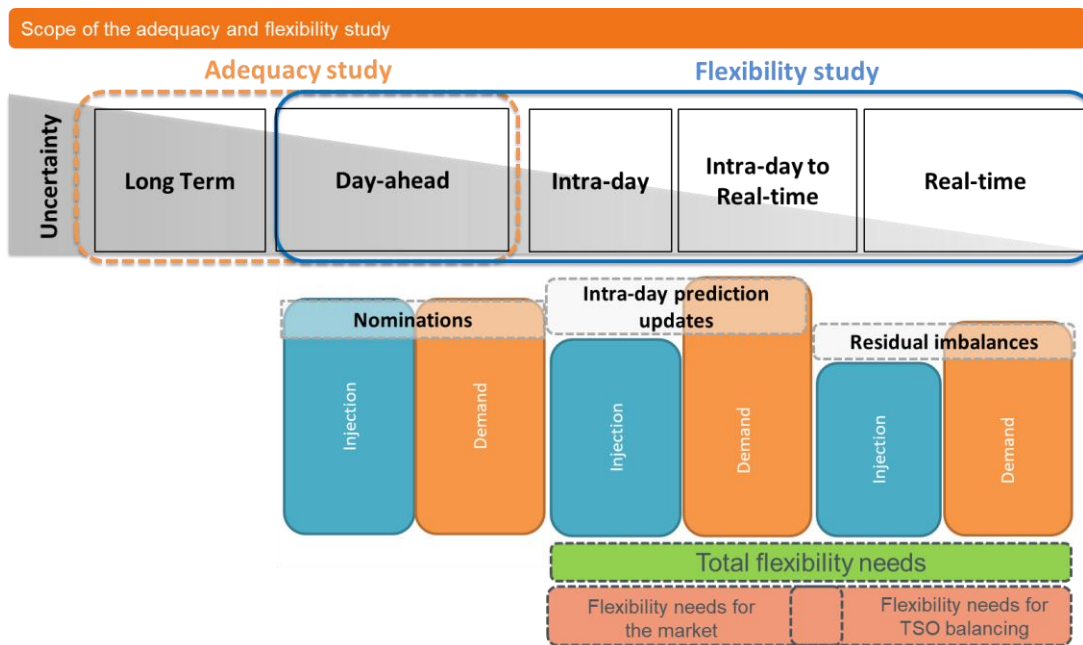 Scope of the adequacy and flexibility study
Adequacy study
Flexibility study
Uncertainty
Long Term
Day-ahead
Intra-day
Intra-day to
Real-time
Real-time
Nominations
Intra-day prediction
updates
Residual imbalances
Injection
Demand
Injection
Demand
Injection
Demand
Total flexibility needs
Flexibility needs for
the market
Flexibility needs for
TSO balancing